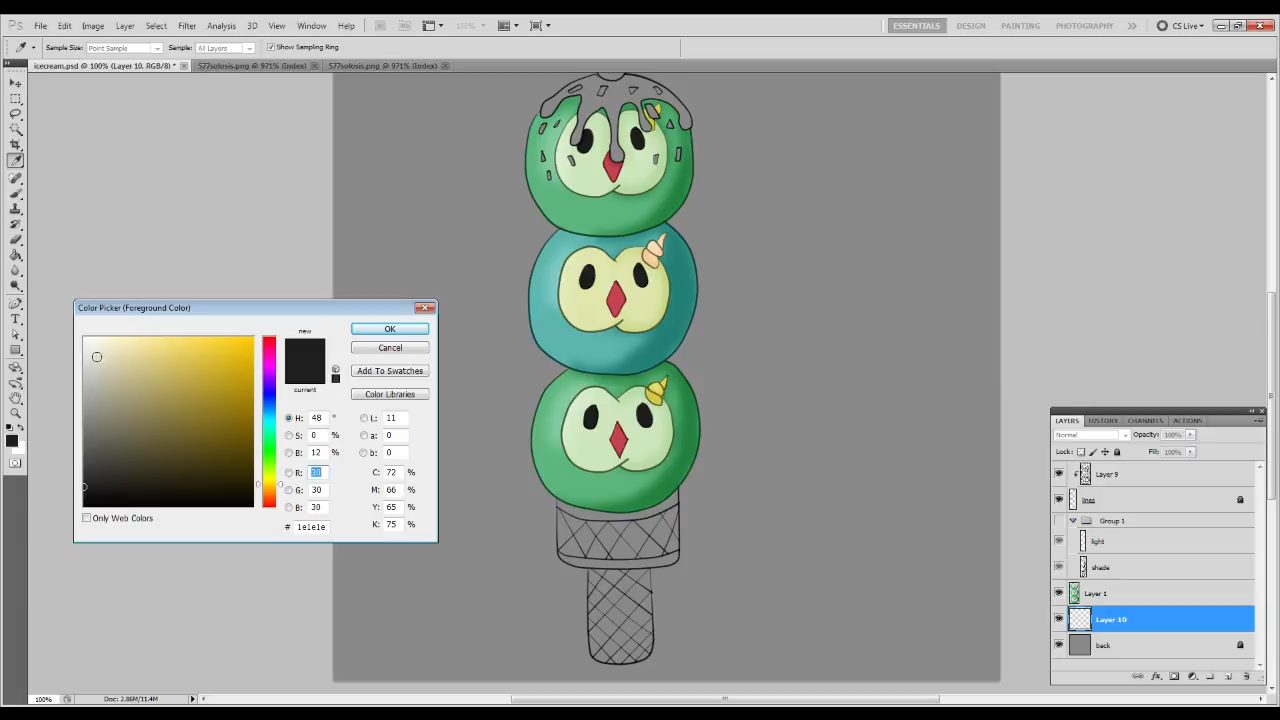 Ps File Edit Image Layer Select Filter Analysis 3D View Window Help 133% ESSENTIALS DESIGN PAINTING PHOTOGRAPHY CS Live
Sample Size: Point Sample Sample: All Layers Show Sampling Ring
icecream.psd @ 100% (Layer 10, RGB/8) * 577solosis.png @ 971% (Index) 577solosis.png @ 971% (Index)
Color Picker (Foreground Color)
new
OK
Cancel
current
Add To Swatches
Color Libraries
H: 48 ° L: 11
S: 0 % a: 0
B: 12 % b: 0
R: 30 C: 72 %
G: 30 M: 66 %
B: 30 Y: 65 %
# 1e1e1e K: 75 %
Only Web Colors
LAYERS HISTORY CHANNELS ACTIONS
Normal Opacity: 100%
Lock: Fill: 100%
Layer 9
lines
Group 1
light
shade
Layer 1
Layer 10
back
100% Doc: 2.86M/11.4M